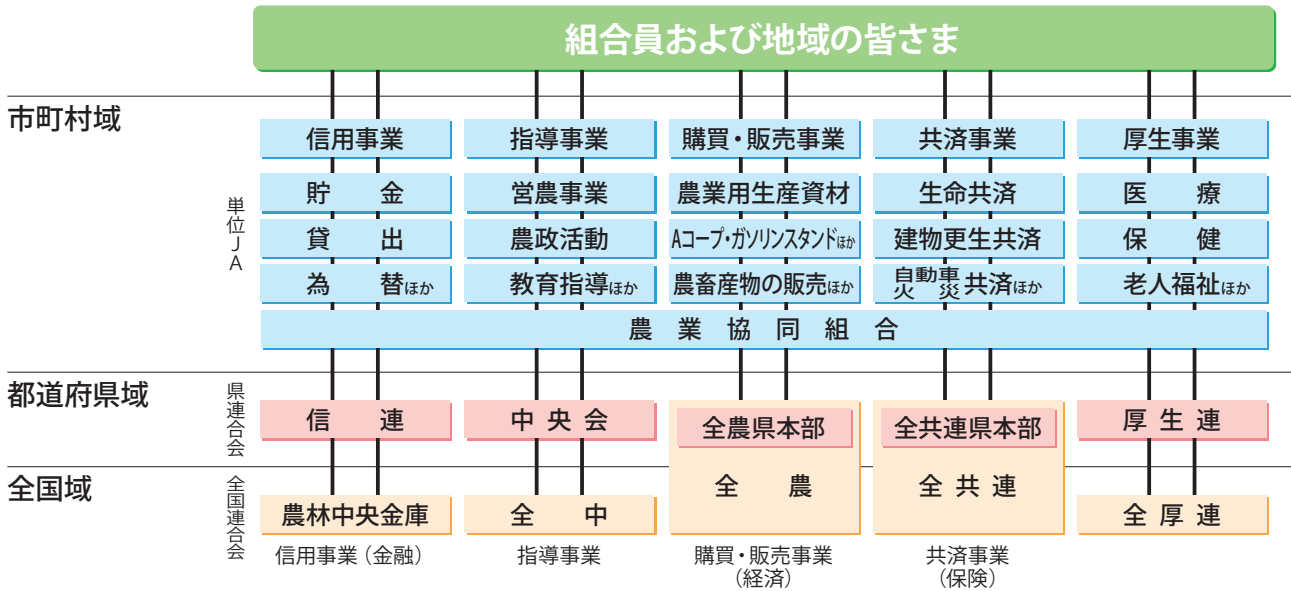 組合員および地域の皆さま
市町村域
単位JA
信用事業 指導事業 購買・販売事業 共済事業 厚生事業
貯金 営農事業 農業用生産資材 生命共済 医療
貸出 農政活動 Aコープ・ガソリンスタンドほか 建物更生共済 保健
為替ほか 教育指導ほか 農畜産物の販売ほか 自動車火災共済ほか 老人福祉ほか
農業協同組合
都道府県域
県連合会
信連 中央会 全農県本部 全共連県本部 厚生連
全国域
全国連合会
農林中央金庫 全中 全農 全共連 全厚連
信用事業(金融) 指導事業 購買・販売事業 共済事業
(経済) (保険)